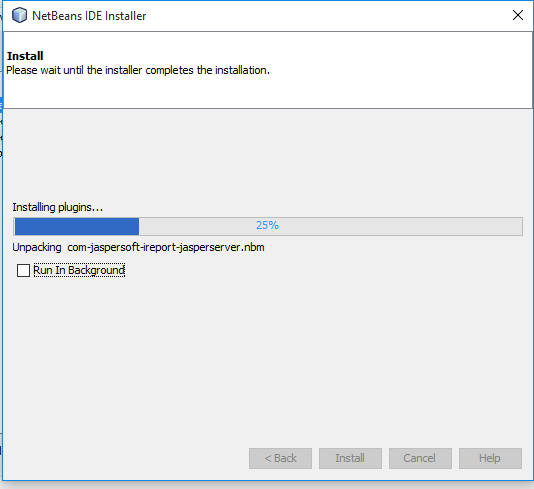 NetBeans IDE Installer
Install
Please wait until the installer completes the installation.
Installing plugins...
25%
Unpacking com-jaspersoft-ireport-jasperserver.nbm
Run In Background
< Back Install Cancel Help